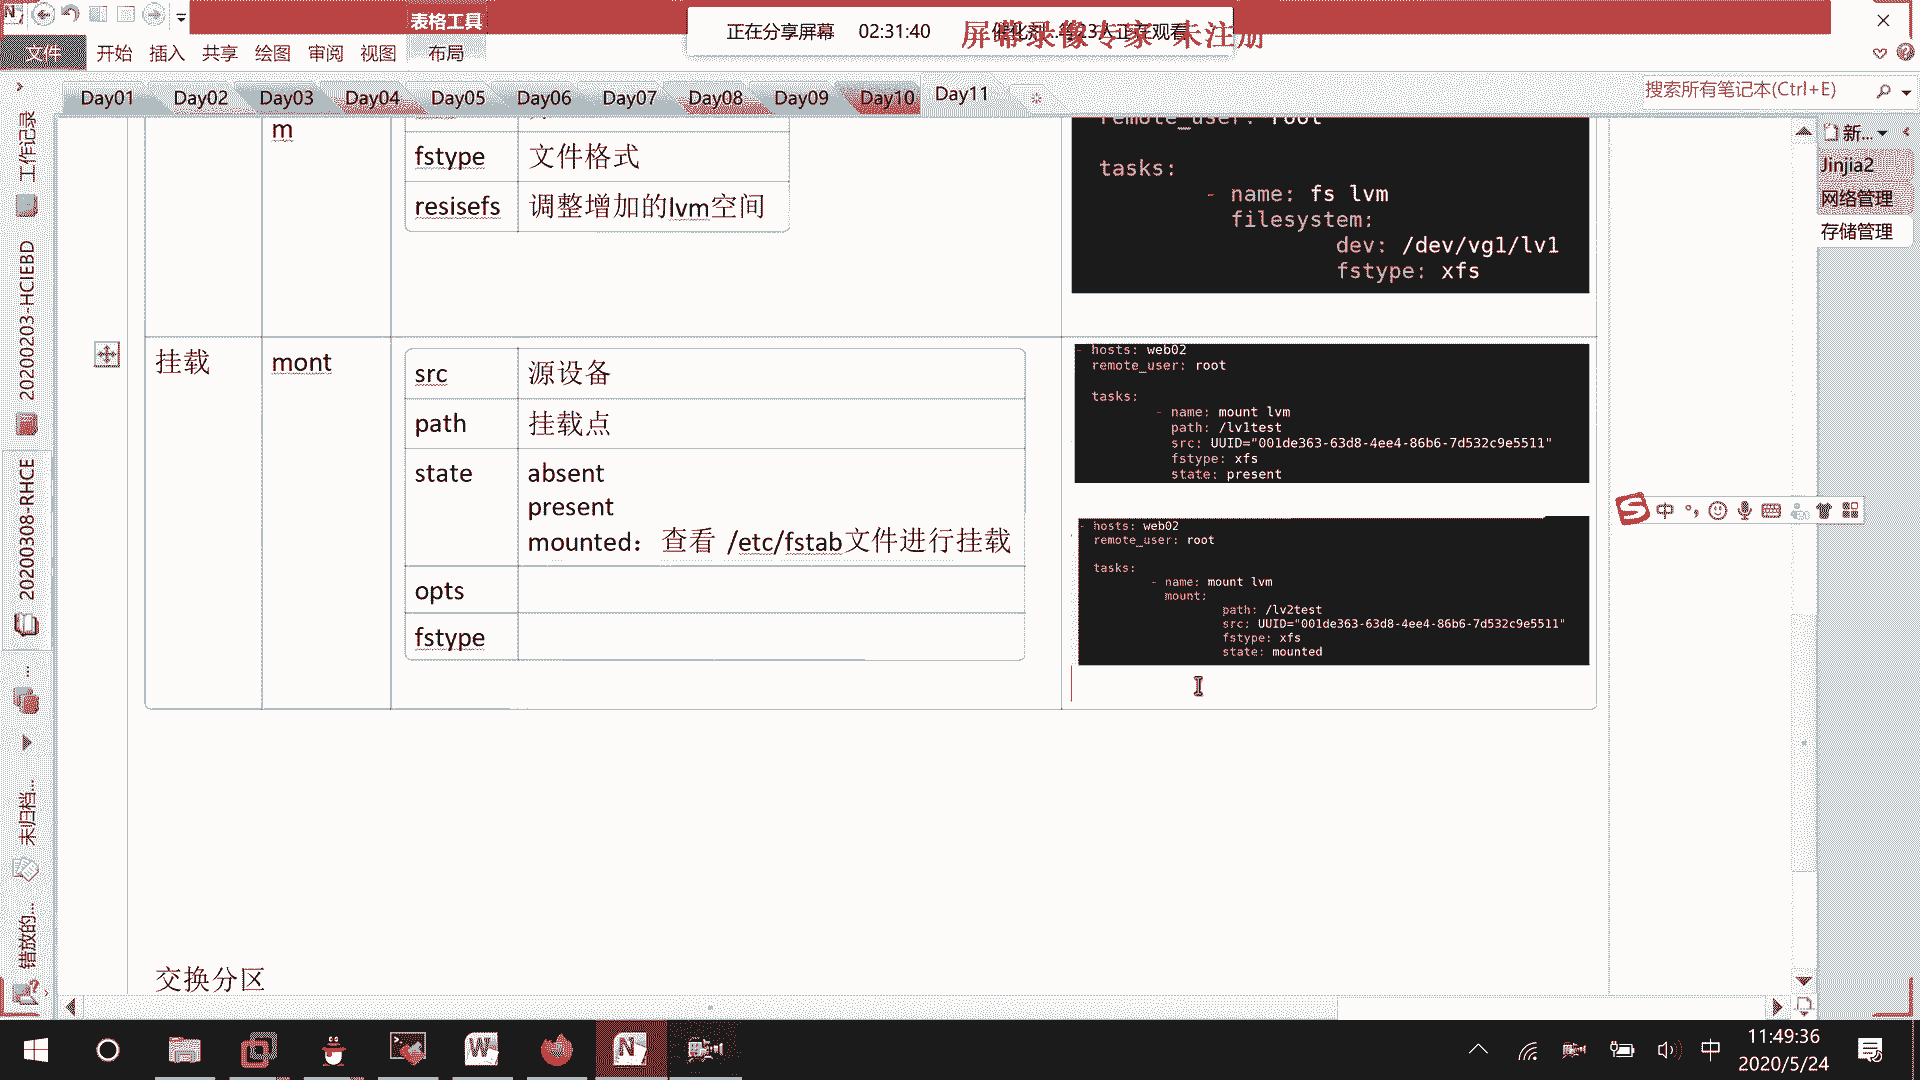 表格工具
正在分享屏幕 02:31:40
屏幕录像专家 未注册
文件 开始 插入 共享 绘图 审阅 视图 布局
Day01 Day02 Day03 Day04 Day05 Day06 Day07 Day08 Day09 Day10 Day11
搜索所有笔记本(Ctrl+E)
工作记录
20200203-HCIEBD
20200308-RHCE
...
未归档...
错放的...
m
fstype 文件格式
resisefs 调整增加的lvm空间
remote_user: root
tasks:
- name: fs lvm
filesystem:
dev: /dev/vg1/lv1
fstype: xfs
挂载 mont
src 源设备
path 挂载点
state absent
present
mounted：查看 /etc/fstab文件进行挂载
opts
fstype
- hosts: web02
remote_user: root
tasks:
- name: mount lvm
path: /lv1test
src: UUID="001de363-63d8-4ee4-86b6-7d532c9e5511"
fstype: xfs
state: present
- hosts: web02
remote_user: root
tasks:
- name: mount lvm
mount:
path: /lv2test
src: UUID="001de363-63d8-4ee4-86b6-7d532c9e5511"
fstype: xfs
state: mounted
交换分区
新...
Jinjia2
网络管理
存储管理
中
中
11:49:36
2020/5/24